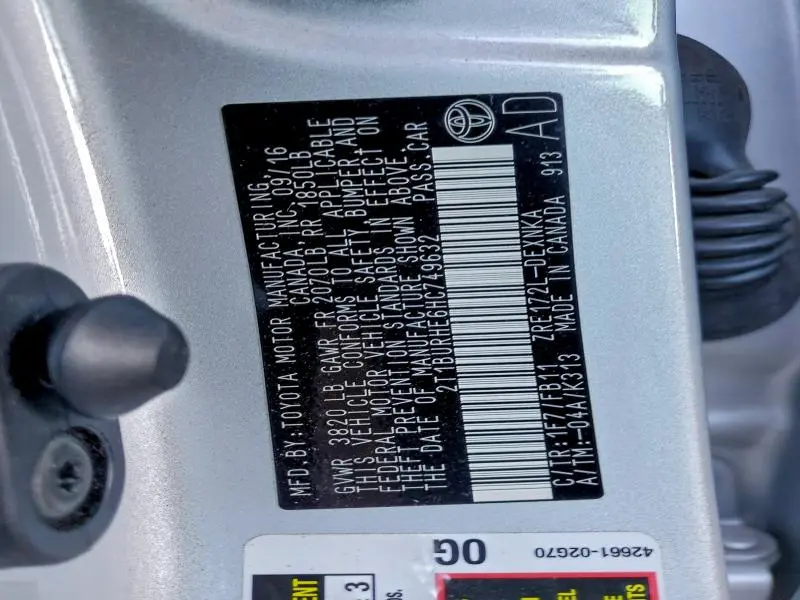 MFD BY: TOYOTA MOTOR MANUFACTURING
CANADA, INC. 09/16
GVWR 3820 LB GAWR FR 2070 LB, RR 1850LB
THIS VEHICLE CONFORMS TO ALL APPLICABLE
FEDERAL MOTOR VEHICLE SAFETY BUMPER, AND
THEFT PREVENTION STANDARDS IN EFFECT ON
THE DATE OF MANUFACTURE SHOWN ABOVE.
2T1BURHE6HC749632 PASS.CAR
C/TR:1F7/FB11 ZRE172L-DEXNKA
A/TM:-04A/K313 MADE IN CANADA 913
AD
0G 42661-02G70
3